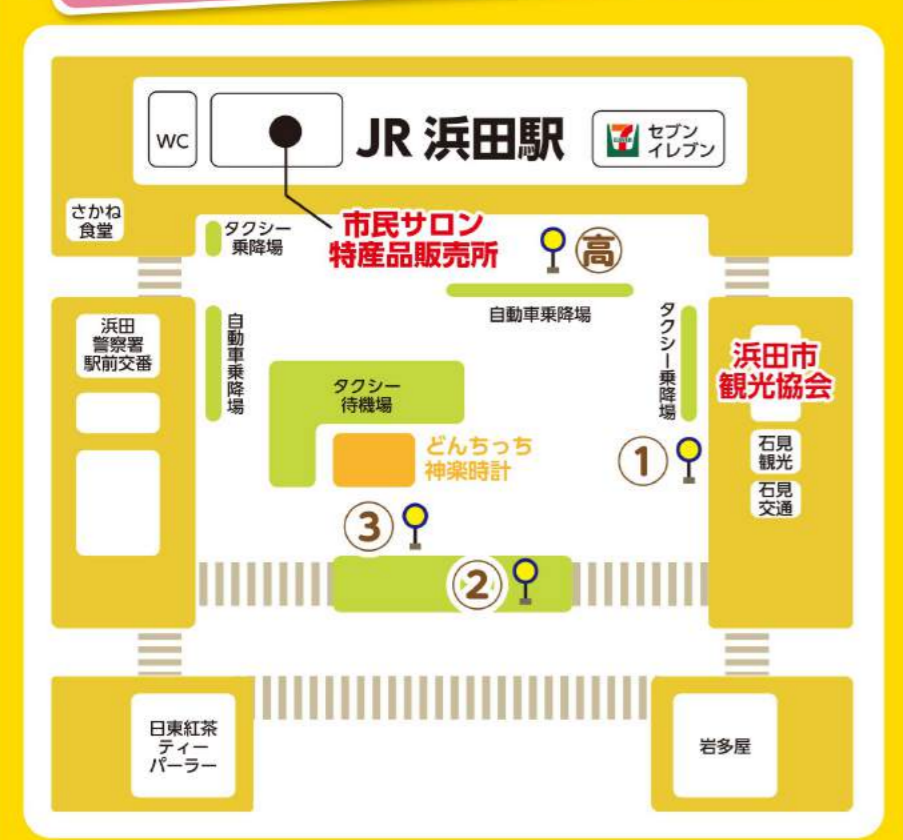 WC
JR 浜田駅
セブン
イレブン
さかね
食堂
タクシー
乗降場
市民サロン
特産品販売所
高
自動車乗降場
浜田
警察署
駅前交番
自動車乗降場
タクシー
待機場
タクシー乗降場
浜田市
観光協会
どんちっち
神楽時計
①
石見
観光
石見
交通
③
②
日東紅茶
ティー
パーラー
岩多屋